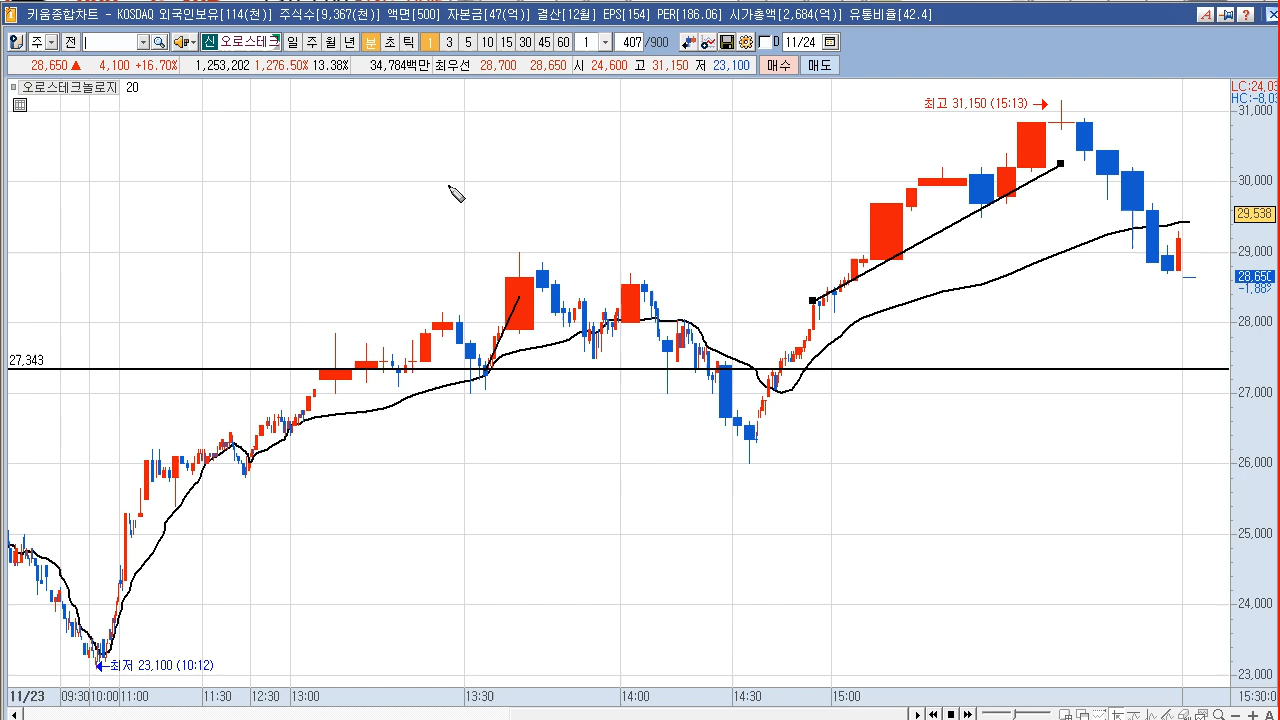 키움종합차트 - KOSDAQ 외국인보유[114(천)] 주식수[9,367(천)] 액면[500] 자본금[47(억)] 결산[12월] EPS[154] PER[186.06] 시가총액[2,684(억)] 유통비율[42.4]
주 전 신 오로스테크 일 주 월 년 분 초 틱 1 3 5 10 15 30 45 60 1 407 /900 D 11/24
28,650 ▲ 4,100 +16.70% 1,253,202 1,276.50% 13.38% 34,784백만 최우선 28,700 28,650 시 24,600 고 31,150 저 23,100 매수 매도
오로스테크놀로지 20
LC:24,03
HC:-8,03
최고 31,150 (15:13)
31,000
30,000
29,538
29,000
28,650
-1,88%
28,000
27,343
27,000
26,000
25,000
24,000
최저 23,100 (10:12)
23,000
11/23 09:30 10:00 11:00 11:30 12:30 13:00 13:30 14:00 14:30 15:00 15:30:0